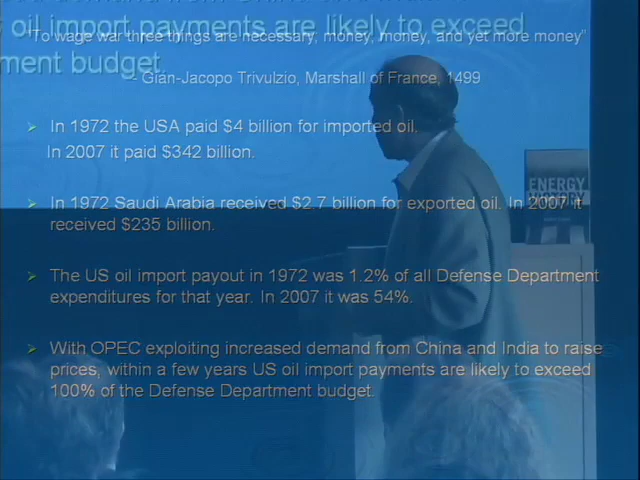 oil import payments are likely to exceed
ment budget.
"To wage war three things are necessary; money, money, and yet more money"
- Gian-Jacopo Trivulzio, Marshall of France, 1499
In 1972 the USA paid $4 billion for imported oil.
In 2007 it paid $342 billion.
In 1972 Saudi Arabia received $2.7 billion for exported oil. In 2007 it
received $235 billion.
ENERGY
VICTORY
The US oil import payout in 1972 was 1.2% of all Defense Department
expenditures for that year. In 2007 it was 54%.
With OPEC exploiting increased demand from China and India to raise
prices, within a few years US oil import payments are likely to exceed
100% of the Defense Department budget.